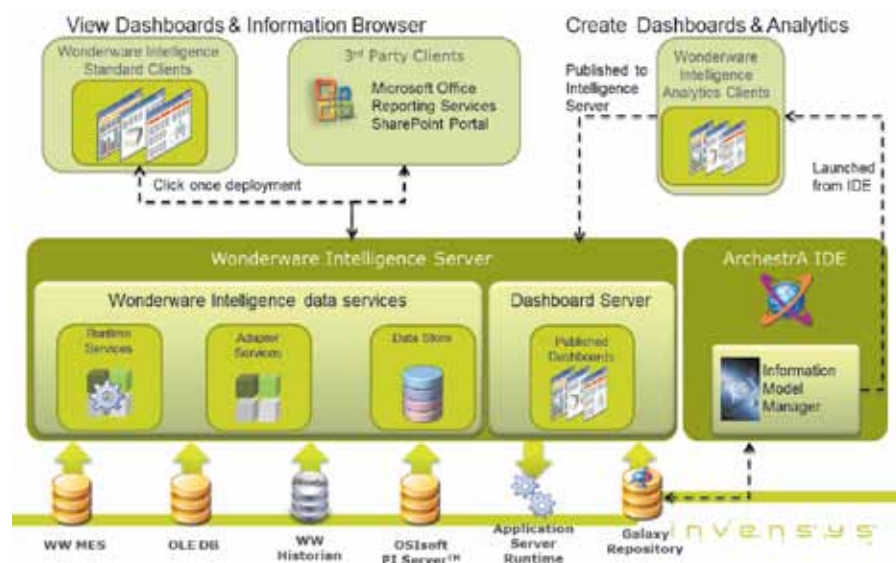 View Dashboards & Information Browser
Create Dashboards & Analytics
Wonderware Intelligence
Standard Clients
3rd Party Clients
Microsoft Office
Reporting Services
SharePoint Portal
Published to
Intelligence
Server
Wonderware
Intelligence
Analytics Clients
Click once deployment
Launched
from IDE
Wonderware Intelligence Server
ArchestrA IDE
Wonderware Intelligence data services
Dashboard Server
Runtime
Services
Adapter
Services
Data Store
Published
Dashboards
Information
Model
Manager
WW MES
OLE DB
WW
Historian
OSIsoft
PI Server™
Application
Server
Runtime
Galaxy
Repository
invensys